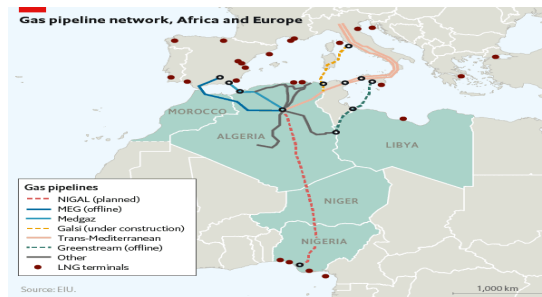 Gas pipeline network, Africa and Europe
MOROCCO
ALGERIA
LIBYA
NIGER
NIGERIA
Gas pipelines
NIGAL (planned)
MEG (offline)
Medgaz
Galsi (under construction)
Trans-Mediterranean
Greenstream (offline)
Other
LNG terminals
Source: EIU.
1,000 km